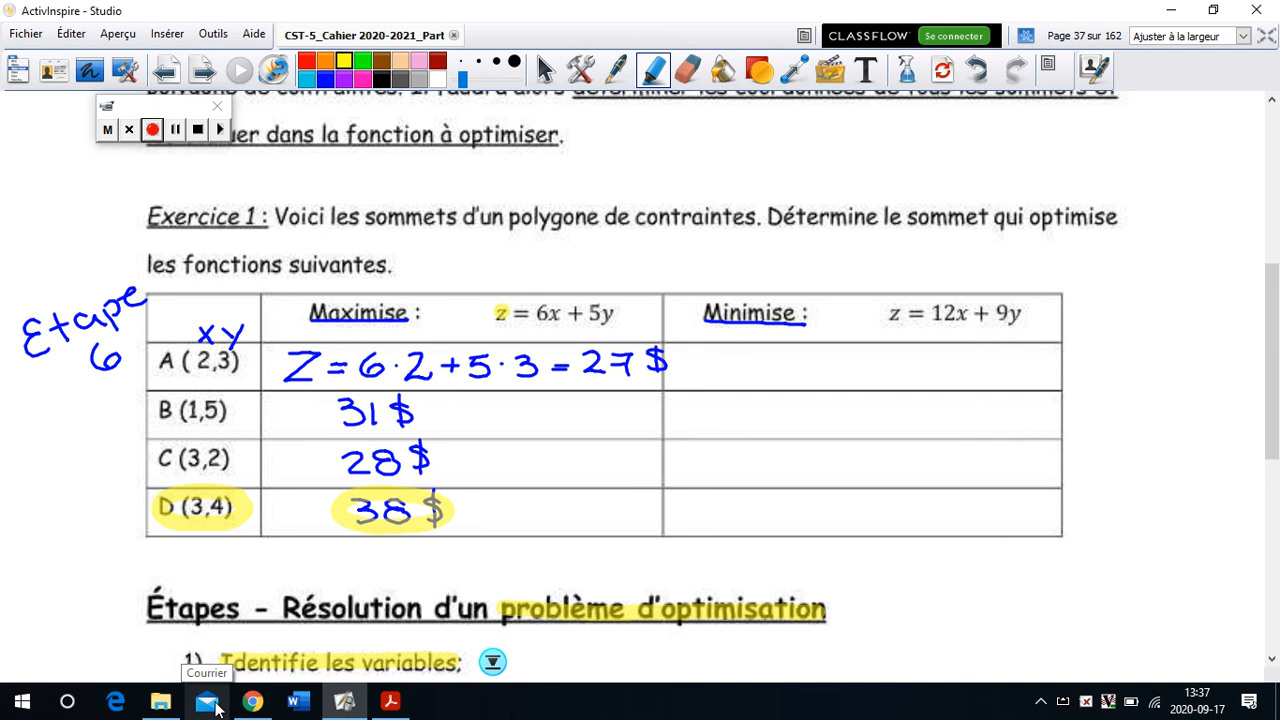 ActivInspire - Studio
Fichier Éditer Aperçu Insérer Outils Aide CST-5_Cahier 2020-2021_Part CLASSFLOW Se connecter Page 37 sur 162 Ajuster à la largeur
M
uer dans la fonction à optimiser.
Exercice 1 : Voici les sommets d'un polygone de contraintes. Détermine le sommet qui optimise
les fonctions suivantes.
Etape
6
Maximise : z = 6x + 5y Minimise : z = 12x + 9y
x y
A ( 2,3) Z = 6 · 2 + 5 · 3 = 27 $
B (1,5) 31 $
C (3,2) 28 $
D (3,4) 38 $
Étapes - Résolution d'un problème d'optimisation
1) Identifie les variables;
Courrier
13:37
2020-09-17